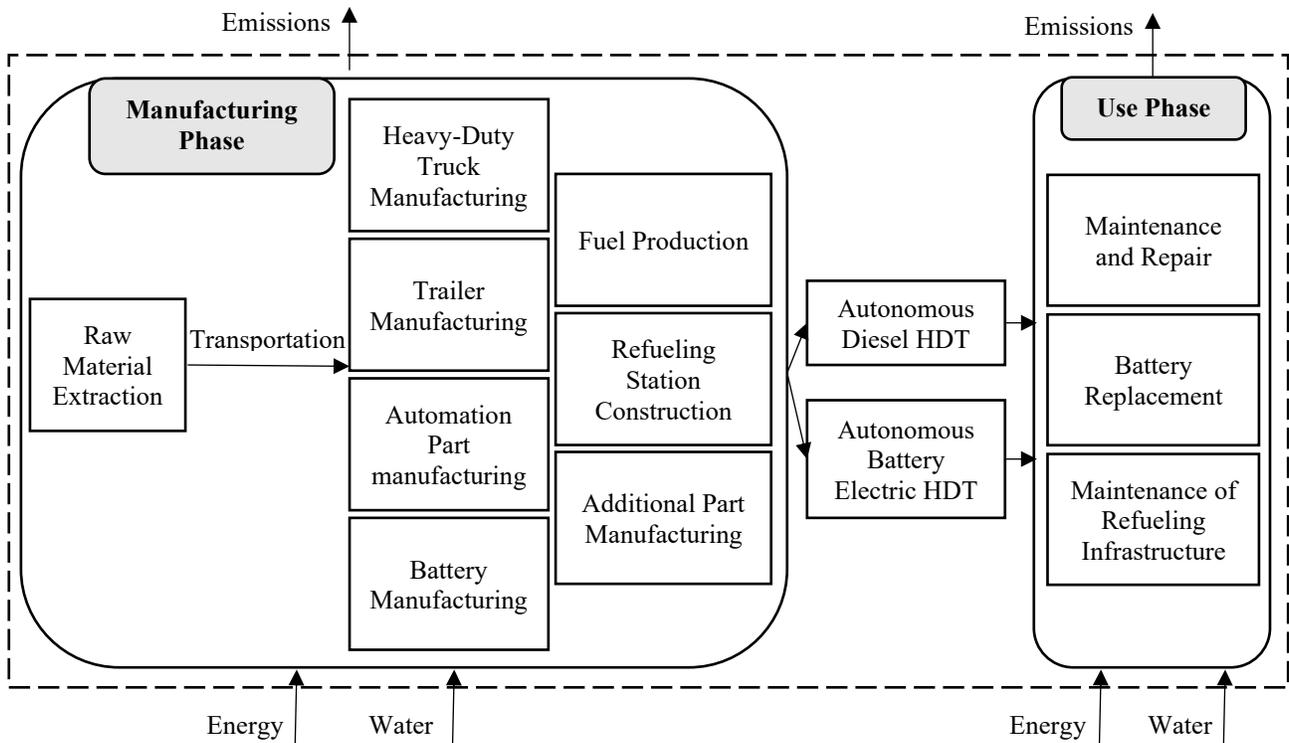 Emissions
Emissions
Manufacturing
Phase
Use Phase
Heavy-Duty
Truck
Manufacturing
Fuel Production
Trailer
Manufacturing
Raw
Material
Extraction
Transportation
Refueling
Station
Construction
Automation
Part
manufacturing
Additional Part
Manufacturing
Battery
Manufacturing
Autonomous
Diesel HDT
Autonomous
Battery
Electric HDT
Maintenance
and Repair
Battery
Replacement
Maintenance of
Refueling
Infrastructure
Energy
Water
Energy
Water